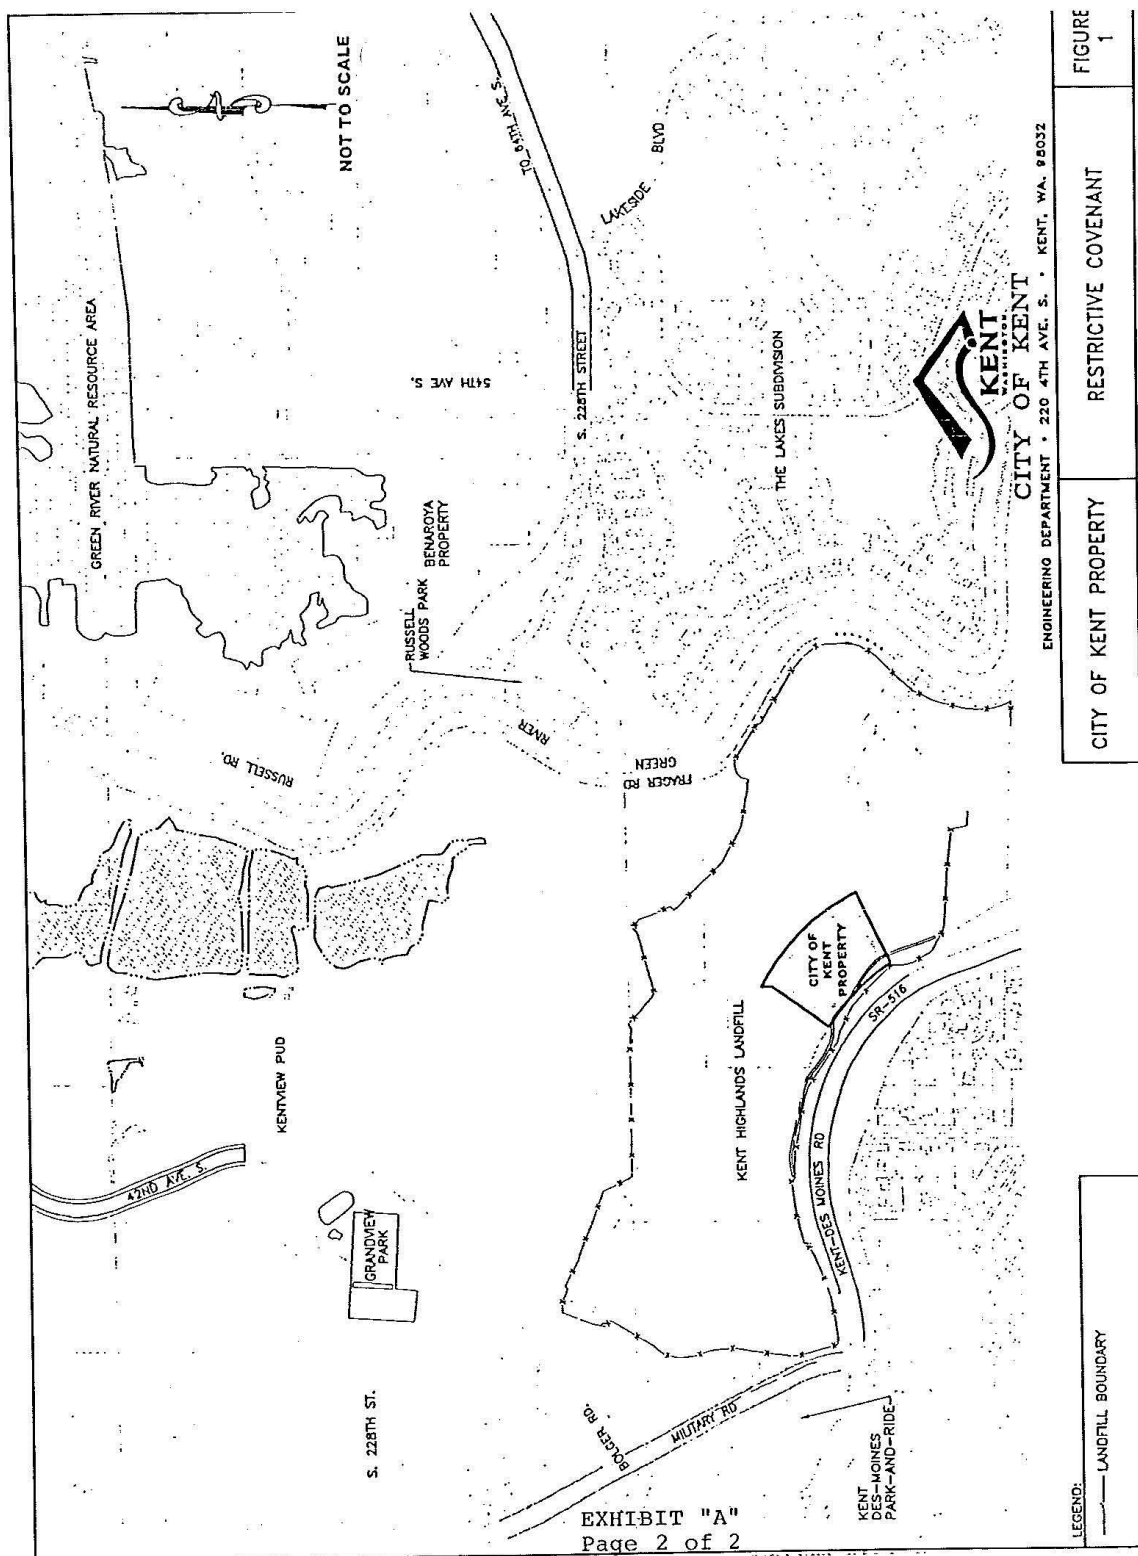 GREEN RIVER NATURAL RESOURCE AREA
NOT TO SCALE
TO 64TH AVE. S.
LAKESIDE
BLVD
54TH AVE S.
S. 228TH STREET
THE LAKES SUBDIVISION
RUSSELL
WOODS PARK
BENAROYA
PROPERTY
RUSSELL RD.
GREEN
RIVER
FRAGER RD
KENTVIEW PUD
42ND AVE. S.
GRANDVIEW
PARK
S. 228TH ST.
KENT HIGHLANDS LANDFILL
CITY OF
KENT
PROPERTY
SR-516
KENT-DES MOINES RD
BOLGER RD.
MILITARY RD
KENT
DES-MOINES
PARK-AND-RIDE
KENT
WASHINGTON
CITY OF KENT
ENGINEERING DEPARTMENT • 220 4TH AVE. S. • KENT, WA. 98032
CITY OF KENT PROPERTY
RESTRICTIVE COVENANT
FIGURE
1
LEGEND:
LANDFILL BOUNDARY
EXHIBIT "A"
Page 2 of 2